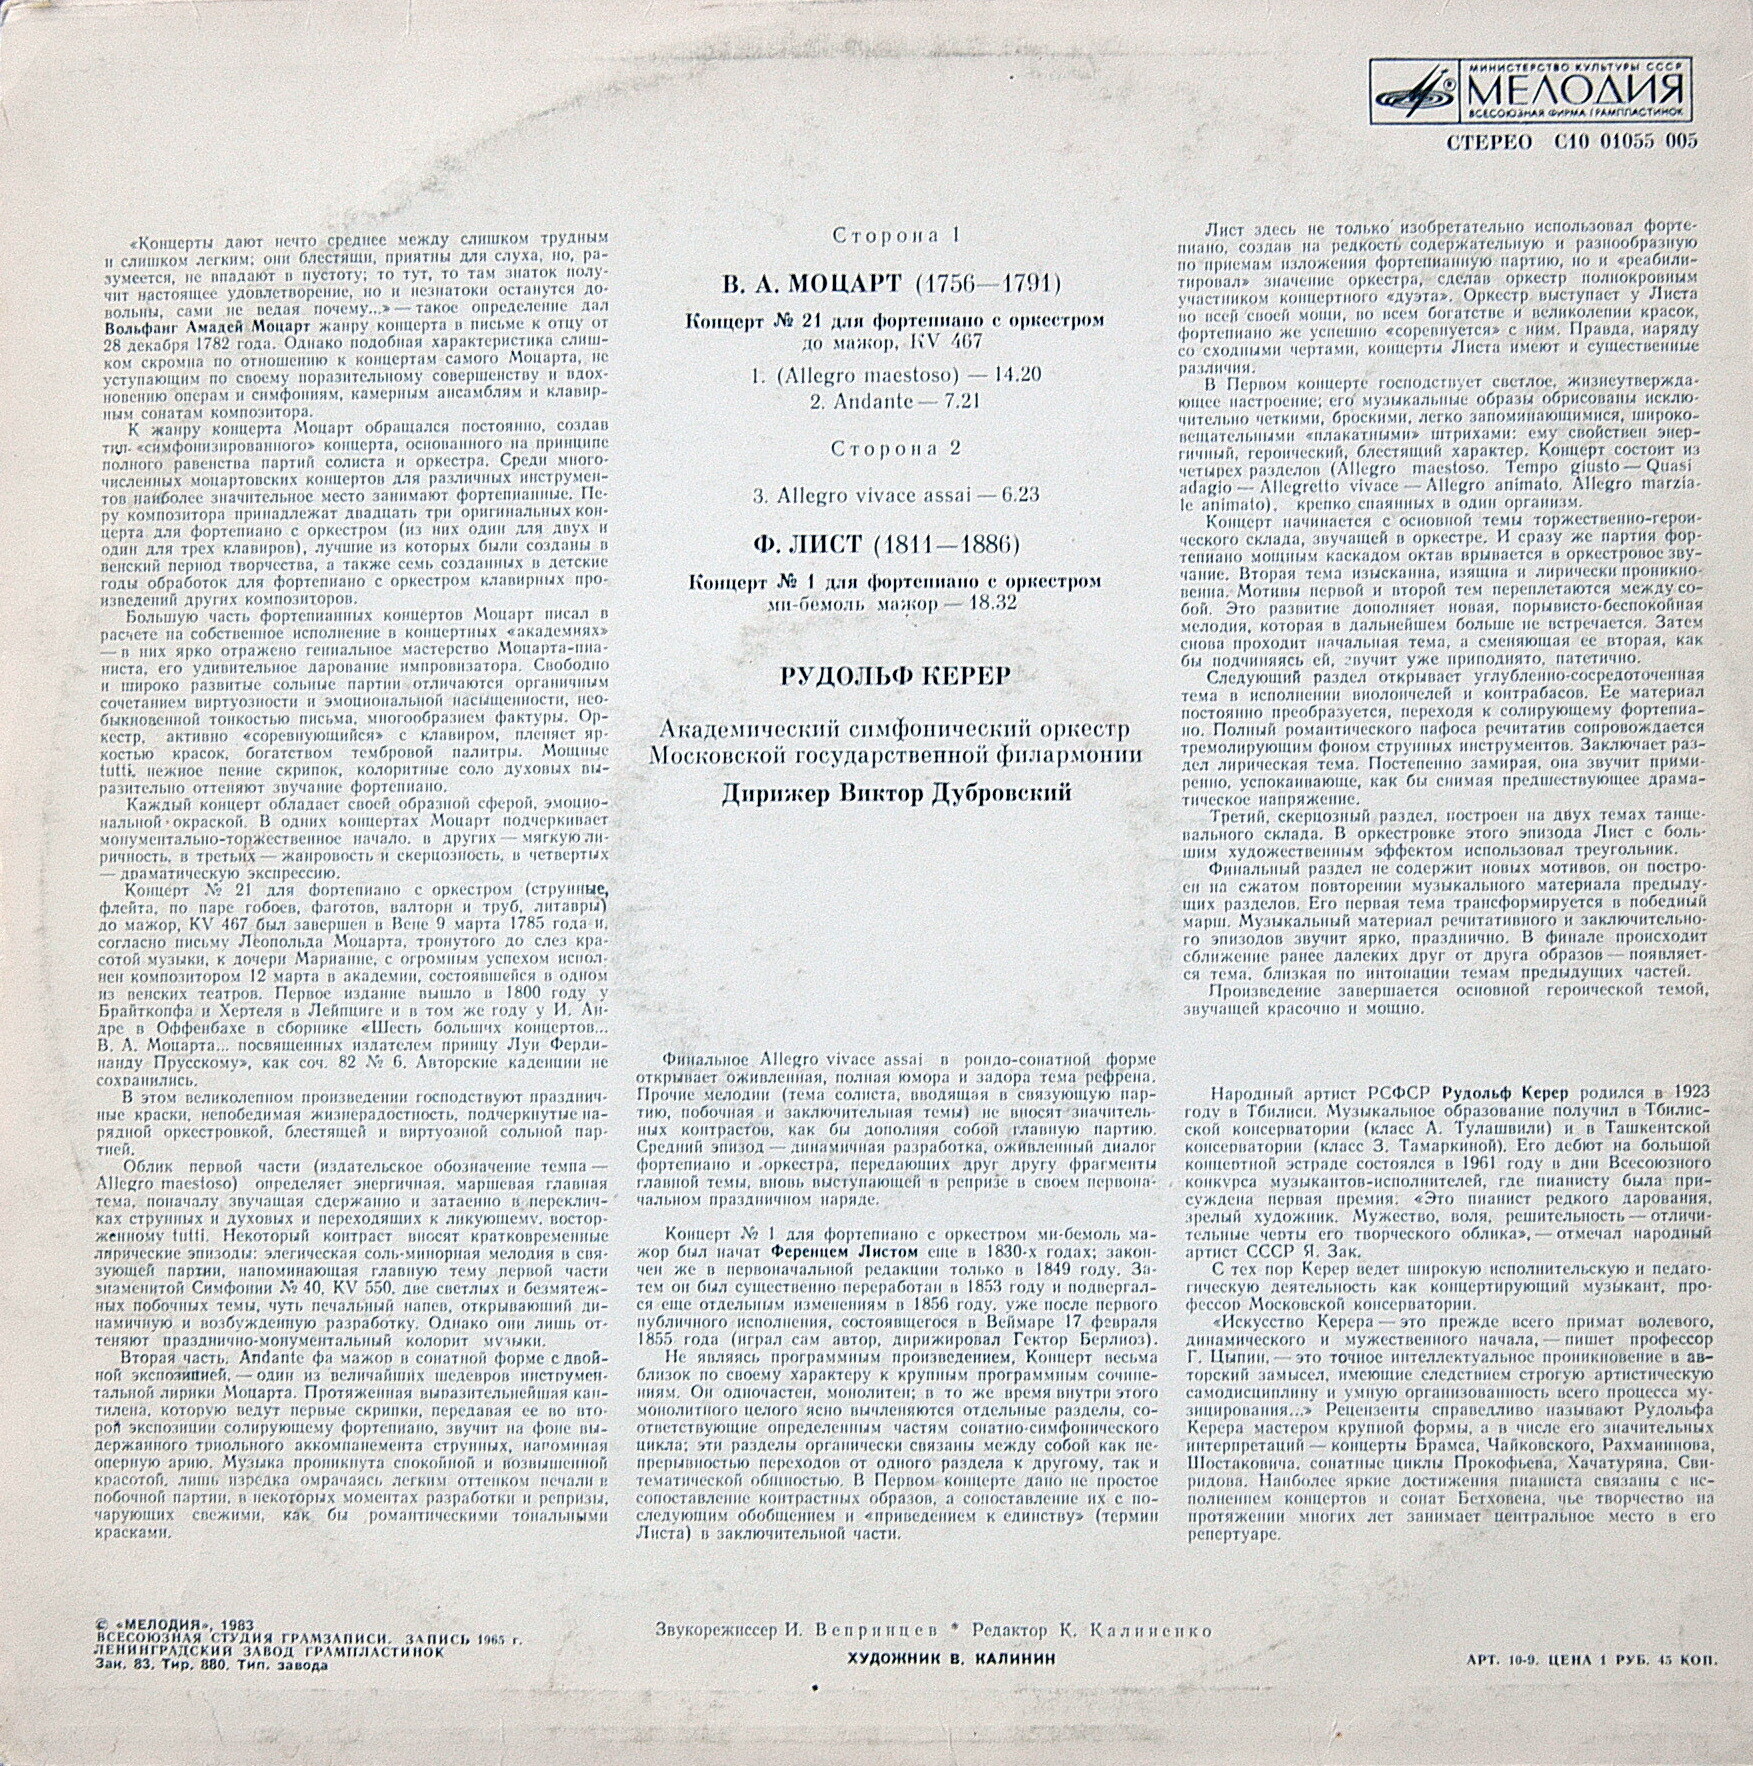 МИНИСТЕРСТВО КУЛЬТУРЫ СССР
МЕЛОДИЯ
ВСЕСОЮЗНАЯ ФИРМА ГРАМПЛАСТИНОК
СТЕРЕО С10 01055 005
«Концерты дают нечто среднее между слишком трудным
и слишком легким: они блестящи, приятны для слуха, но, ра-
зумеется, не впадают в пустоту; то тут, то там знаток полу-
чит настоящее удовлетворение, но и незнатоки останутся до-
вольны, сами не ведая почему...» — такое определение дал
Вольфанг Амадей Моцарт жанру концерта в письме к отцу от
28 декабря 1782 года. Однако подобная характеристика слиш-
ком скромна по отношению к концертам самого Моцарта, не
уступающим по своему поразительному совершенству и вдох-
новению операм и симфониям, камерным ансамблям и клавир-
ным сонатам композитора.
К жанру концерта Моцарт обращался постоянно, создав
тип «симфонизированного» концерта, основанного на принципе
полного равенства партий солиста и оркестра. Среди много-
численных моцартовских концертов для различных инструмен-
тов наиболее значительное место занимают фортепианные. Пе-
ру композитора принадлежат двадцать три оригинальных кон-
церта для фортепиано с оркестром (из них один для двух и
один для трех клавиров), лучшие из которых были созданы в
венский период творчества, а также семь созданных в детские
годы обработок для фортепиано с оркестром клавирных про-
изведений других композиторов.
Большую часть фортепианных концертов Моцарт писал в
расчете на собственное исполнение в концертных «академиях»
— в них ярко отражено гениальное мастерство Моцарта-пиа-
ниста, его удивительное дарование импровизатора. Свободно
и широко развитые сольные партии отличаются органичным
сочетанием виртуозности и эмоциональной насыщенности, нео-
быкновенной тонкостью письма, многообразием фактуры. Ор-
кестр, активно «соревнующийся» с клавиром, пленяет яр-
костью красок, богатством тембровой палитры. Мощные
tutti, нежное пение скрипок, колоритные соло духовых вы-
разительно оттеняют звучание фортепиано.
Каждый концерт обладает своей образной сферой, эмоцио-
нальной окраской. В одних концертах Моцарт подчеркивает
монументально-торжественное начало, в других — мягкую ли-
ричность, в третьих — жанровость и скерцозность, в четвертых
— драматическую экспрессию.
Концерт № 21 для фортепиано с оркестром (струнные,
флейта, по паре гобоев, фаготов, валторн и труб, литавры)
до мажор, KV 467 был завершен в Вене 9 марта 1785 года и,
согласно письму Леопольда Моцарта, тронутого до слез кра-
сотой музыки, к дочери Марианне, с огромным успехом испол-
нен композитором 12 марта в академии, состоявшейся в одном
из венских театров. Первое издание вышло в 1800 году у
Брайткопфа и Хертеля в Лейпциге и в том же году у И. Ан-
дре в Оффенбахе в сборнике «Шесть больших концертов...
В. А. Моцарта... посвященных издателем принцу Луи Ферди-
нанду Прусскому», как соч. 82 № 6. Авторские каденции не
сохранились.
В этом великолепном произведении господствуют празднич-
ные краски, непобедимая жизнерадостность, подчеркнутые на-
рядной оркестровкой, блестящей и виртуозной сольной пар-
тией.
Облик первой части (издательское обозначение темпа —
Allegro maestoso) определяет энергичная, маршевая главная
тема, поначалу звучащая сдержанно и затаенно в переклич-
ках струнных и духовых и переходящих к ликующему, востор-
женному tutti. Некоторый контраст вносят кратковременные
лирические эпизоды: элегическая соль-минорная мелодия в свя-
зующей партии, напоминающая главную тему первой части
знаменитой Симфонии № 40, KV 550, две светлых и безмятеж-
ных побочных темы, чуть печальный напев, открывающий ди-
намичную и возбужденную разработку. Однако они лишь от-
теняют празднично-монументальный колорит музыки.
Вторая часть, Andante фа мажор в сонатной форме с двой-
ной экспозицией, — один из величайших шедевров инструмен-
тальной лирики Моцарта. Протяженная выразительнейшая кан-
тилена, которую ведут первые скрипки, передавая ее во вто-
рой экспозиции солирующему фортепиано, звучит на фоне вы-
держанного триольного аккомпанемента струнных, напоминая
оперную арию. Музыка проникнута спокойной и возвышенной
красотой, лишь изредка омрачаясь легким оттенком печали в
побочной партии, в некоторых моментах разработки и репризы,
чарующих свежими, как бы романтическими тональными
красками.
Сторона 1
В. А. МОЦАРТ (1756—1791)
Концерт № 21 для фортепиано с оркестром
до мажор, KV 467
1. (Allegro maestoso) — 14.20
2. Andante — 7.21
Сторона 2
3. Allegro vivace assai — 6.23
Ф. ЛИСТ (1811—1886)
Концерт № 1 для фортепиано с оркестром
ми-бемоль мажор — 18.32
РУДОЛЬФ КЕРЕР
Академический симфонический оркестр
Московской государственной филармонии
Дирижер Виктор Дубровский
Финальное Allegro vivace assai в рондо-сонатной форме
открывает оживленная, полная юмора и задора тема рефрена.
Прочие мелодии (тема солиста, вводящая в связующую пар-
тию, побочная и заключительная темы) не вносят значитель-
ных контрастов, как бы дополняя собой главную партию.
Средний эпизод — динамичная разработка, оживленный диалог
фортепиано и оркестра, передающих друг другу фрагменты
главной темы, вновь выступающей в репризе в своем первона-
чальном праздничном наряде.
Концерт № 1 для фортепиано с оркестром ми-бемоль ма-
жор был начат Ференцем Листом еще в 1830-х годах; закон-
чен же в первоначальной редакции только в 1849 году. За-
тем он был существенно переработан в 1853 году и подвергал-
ся еще отдельным изменениям в 1856 году, уже после первого
публичного исполнения, состоявшегося в Веймаре 17 февраля
1855 года (играл сам автор, дирижировал Гектор Берлиоз).
Не являясь программным произведением, Концерт весьма
близок по своему характеру к крупным программным сочине-
ниям. Он одночастен, монолитен; в то же время внутри этого
монолитного целого ясно вычленяются отдельные разделы, со-
ответствующие определенным частям сонатно-симфонического
цикла; эти разделы органически связаны между собой как не-
прерывностью переходов от одного раздела к другому, так и
тематической общностью. В Первом концерте дано не простое
сопоставление контрастных образов, а сопоставление их с по-
следующим обобщением и «приведением к единству» (термин
Листа) в заключительной части.
Лист здесь не только изобретательно использовал форте-
пиано, создав на редкость содержательную и разнообразную
по приемам изложения фортепианную партию, но и «реабили-
тировал» значение оркестра, сделав оркестр полнокровным
участником концертного «дуэта». Оркестр выступает у Листа
во всей своей мощи, во всем богатстве и великолепии красок,
фортепиано же успешно «соревнуется» с ним. Правда, наряду
со сходными чертами, концерты Листа имеют и существенные
различия.
В Первом концерте господствует светлое, жизнеутвержда-
ющее настроение; его музыкальные образы обрисованы исклю-
чительно четкими, броскими, легко запоминающимися, широко-
вещательными «плакатными» штрихами: ему свойствен энер-
гичный, героический, блестящий характер. Концерт состоит из
четырех разделов (Allegro maestoso. Tempo giusto — Quasi
adagio — Allegretto vivace — Allegro animato, Allegro marzia-
le animato), крепко спаянных в один организм.
Концерт начинается с основной темы торжественно-герои-
ческого склада, звучащей в оркестре. И сразу же партия фор-
тепиано мощным каскадом октав врывается в оркестровое зву-
чание. Вторая тема изысканна, изящна и лирически проникно-
венна. Мотивы первой и второй тем переплетаются между со-
бой. Это развитие дополняет новая, порывисто-беспокойная
мелодия, которая в дальнейшем больше не встречается. Затем
снова проходит начальная тема, а сменяющая ее вторая, как
бы подчиняясь ей, звучит уже приподнято, патетично.
Следующий раздел открывает углубленно-сосредоточенная
тема в исполнении виолончелей и контрабасов. Ее материал
постоянно преобразуется, переходя к солирующему фортепиа-
но. Полный романтического пафоса речитатив сопровождается
тремолирующим фоном струнных инструментов. Заключает раз-
дел лирическая тема. Постепенно замирая, она звучит прими-
ренно, успокаивающе, как бы снимая предшествующее драма-
тическое напряжение.
Третий, скерцозный раздел, построен на двух темах танце-
вального склада. В оркестровке этого эпизода Лист с боль-
шим художественным эффектом использовал треугольник.
Финальный раздел не содержит новых мотивов, он построен
ен на сжатом повторении музыкального материала предыду-
щих разделов. Его первая тема трансформируется в победный
марш. Музыкальный материал речитативного и заключительно-
го эпизодов звучит ярко, празднично. В финале происходит
сближение ранее далеких друг от друга образов — появляет-
ся тема, близкая по интонации темам предыдущих частей.
Произведение завершается основной героической темой,
звучащей красочно и мощно.
Народный артист РСФСР Рудольф Керер родился в 1923
году в Тбилиси. Музыкальное образование получил в Тбилис-
ской консерватории (класс А. Тулашвили) и в Ташкентской
консерватории (класс З. Тамаркиной). Его дебют на большой
концертной эстраде состоялся в 1961 году в дни Всесоюзного
конкурса музыкантов-исполнителей, где пианисту была при-
суждена первая премия. «Это пианист редкого дарования,
зрелый художник. Мужество, воля, решительность — отличи-
тельные черты его творческого облика», — отмечал народный
артист СССР Я. Зак.
С тех пор Керер ведет широкую исполнительскую и педаго-
гическую деятельность как концертирующий музыкант, про-
фессор Московской консерватории.
«Искусство Керера — это прежде всего примат волевого,
динамического и мужественного начала, — пишет профессор
Г. Цыпин, — это точное интеллектуальное проникновение в ав-
торский замысел, имеющие следствием строгую артистическую
самодисциплину и умную организованность всего процесса му-
зицирования...» Рецензенты справедливо называют Рудольфа
Керера мастером крупной формы, а в числе его значительных
интерпретаций — концерты Брамса, Чайковского, Рахманинова,
Шостаковича, сонатные циклы Прокофьева, Хачатуряна, Сви-
ридова. Наиболее яркие достижения пианиста связаны с ис-
полнением концертов и сонат Бетховена, чье творчество на
протяжении многих лет занимает центральное место в его
репертуаре.
© «МЕЛОДИЯ», 1983
ВСЕСОЮЗНАЯ СТУДИЯ ГРАМЗАПИСИ. ЗАПИСЬ 1965 г.
ЛЕНИНГРАДСКИЙ ЗАВОД ГРАМПЛАСТИНОК
Зак. 83. Тир. 880. Тип. завода
Звукорежиссер И. Вепринцев * Редактор К. Калиненко
ХУДОЖНИК В. КАЛИНИН
АРТ. 10-9. ЦЕНА 1 РУБ. 45 КОП.